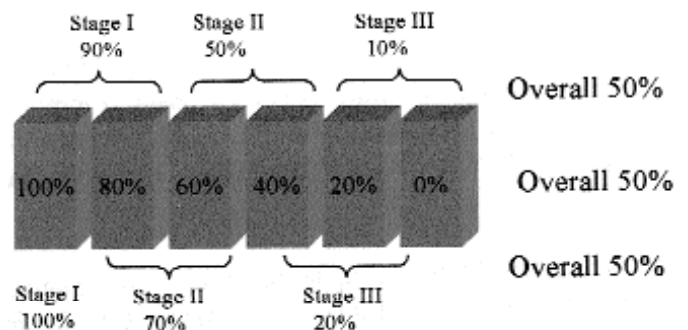 Stage I Stage II Stage III
90% 50% 10%
Overall 50%
100% 80% 60% 40% 20% 0% Overall 50%
Overall 50%
Stage I Stage II Stage III
100% 70% 20%